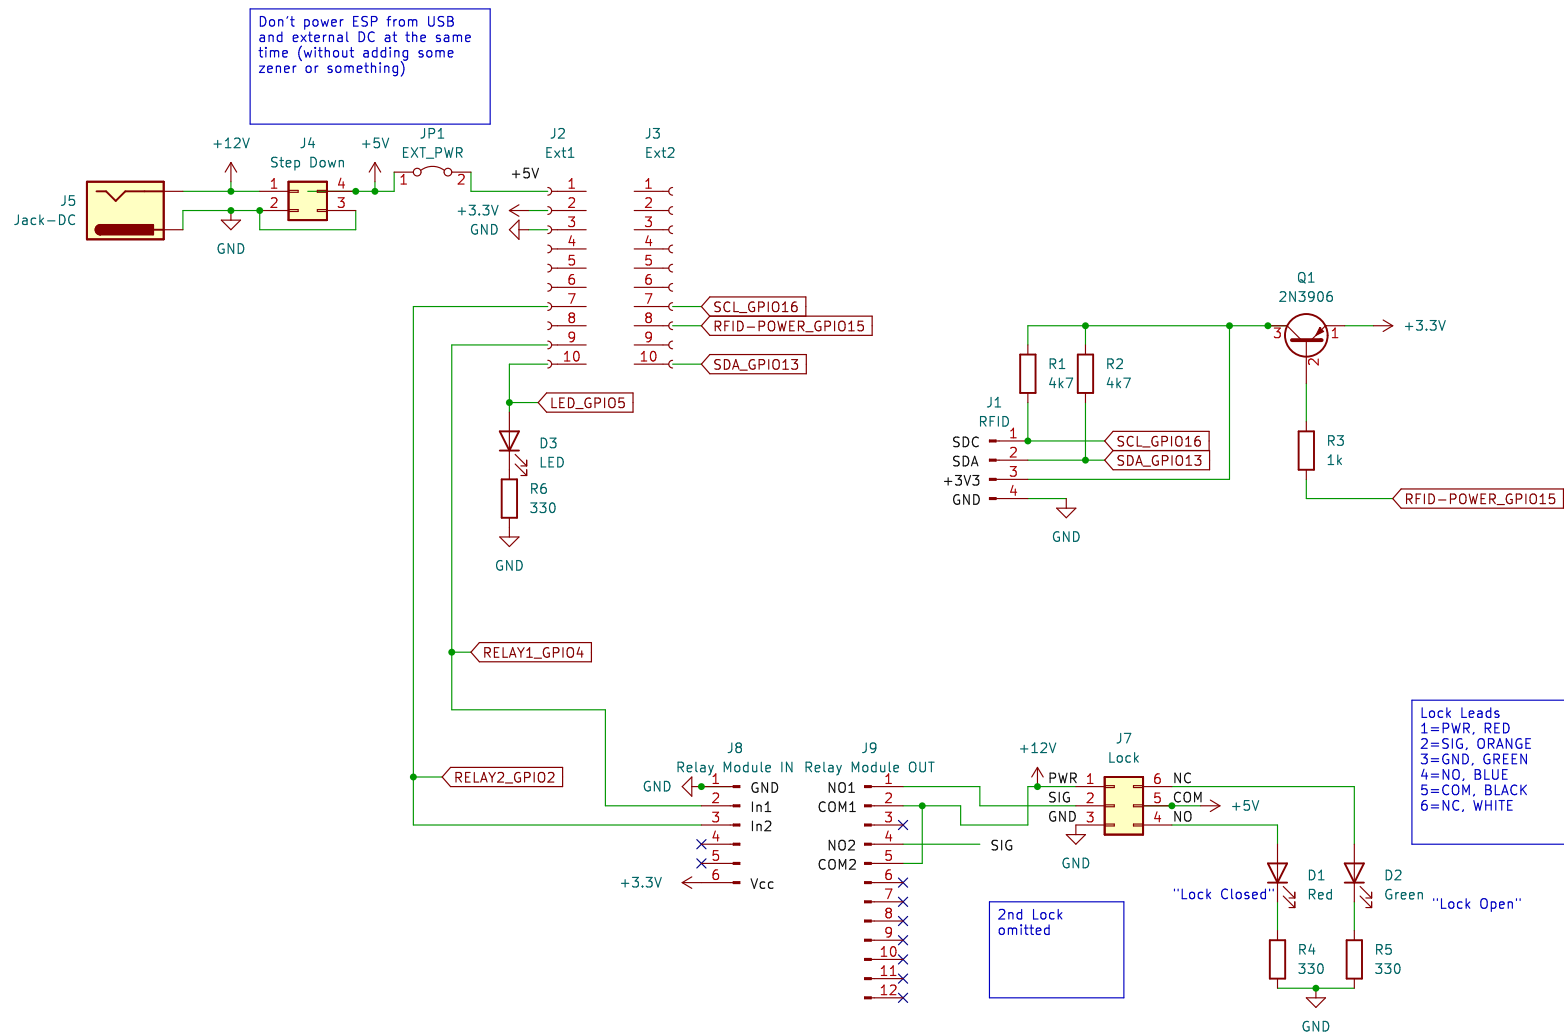 Don't power ESP from USB
and external DC at the same
time (without adding some
zener or something)
+12V
J4
Step Down
+5V
JP1
EXT_PWR
J5
Jack-DC
1
2
4
3
GND
1
2
J2
Ext1
+5V
+3.3V
GND
1
2
3
4
5
6
7
8
9
10
J3
Ext2
1
2
3
4
5
6
7
8
9
10
SCL_GPIO16
RFID-POWER_GPIO15
SDA_GPIO13
LED_GPIO5
D3
LED
R6
330
GND
Q1
2N3906
3
1
2
+3.3V
R1
4k7
R2
4k7
J1
RFID
SDC
SDA
+3V3
GND
1
2
3
4
SCL_GPIO16
SDA_GPIO13
GND
R3
1k
RFID-POWER_GPIO15
RELAY1_GPIO4
RELAY2_GPIO2
J8
Relay Module IN
GND
1
2
3
4
5
6
GND
In1
In2
Vcc
+3.3V
J9
Relay Module OUT
NO1
COM1
NO2
COM2
1
2
3
4
5
6
7
8
9
10
11
12
SIG
2nd Lock
omitted
+12V
J7
Lock
PWR
SIG
GND
1
2
3
6
5
4
NC
COM
NO
+5V
GND
"Lock Closed"
D1
Red
D2
Green
"Lock Open"
R4
330
R5
330
GND
Lock Leads
1=PWR, RED
2=SIG, ORANGE
3=GND, GREEN
4=NO, BLUE
5=COM, BLACK
6=NC, WHITE